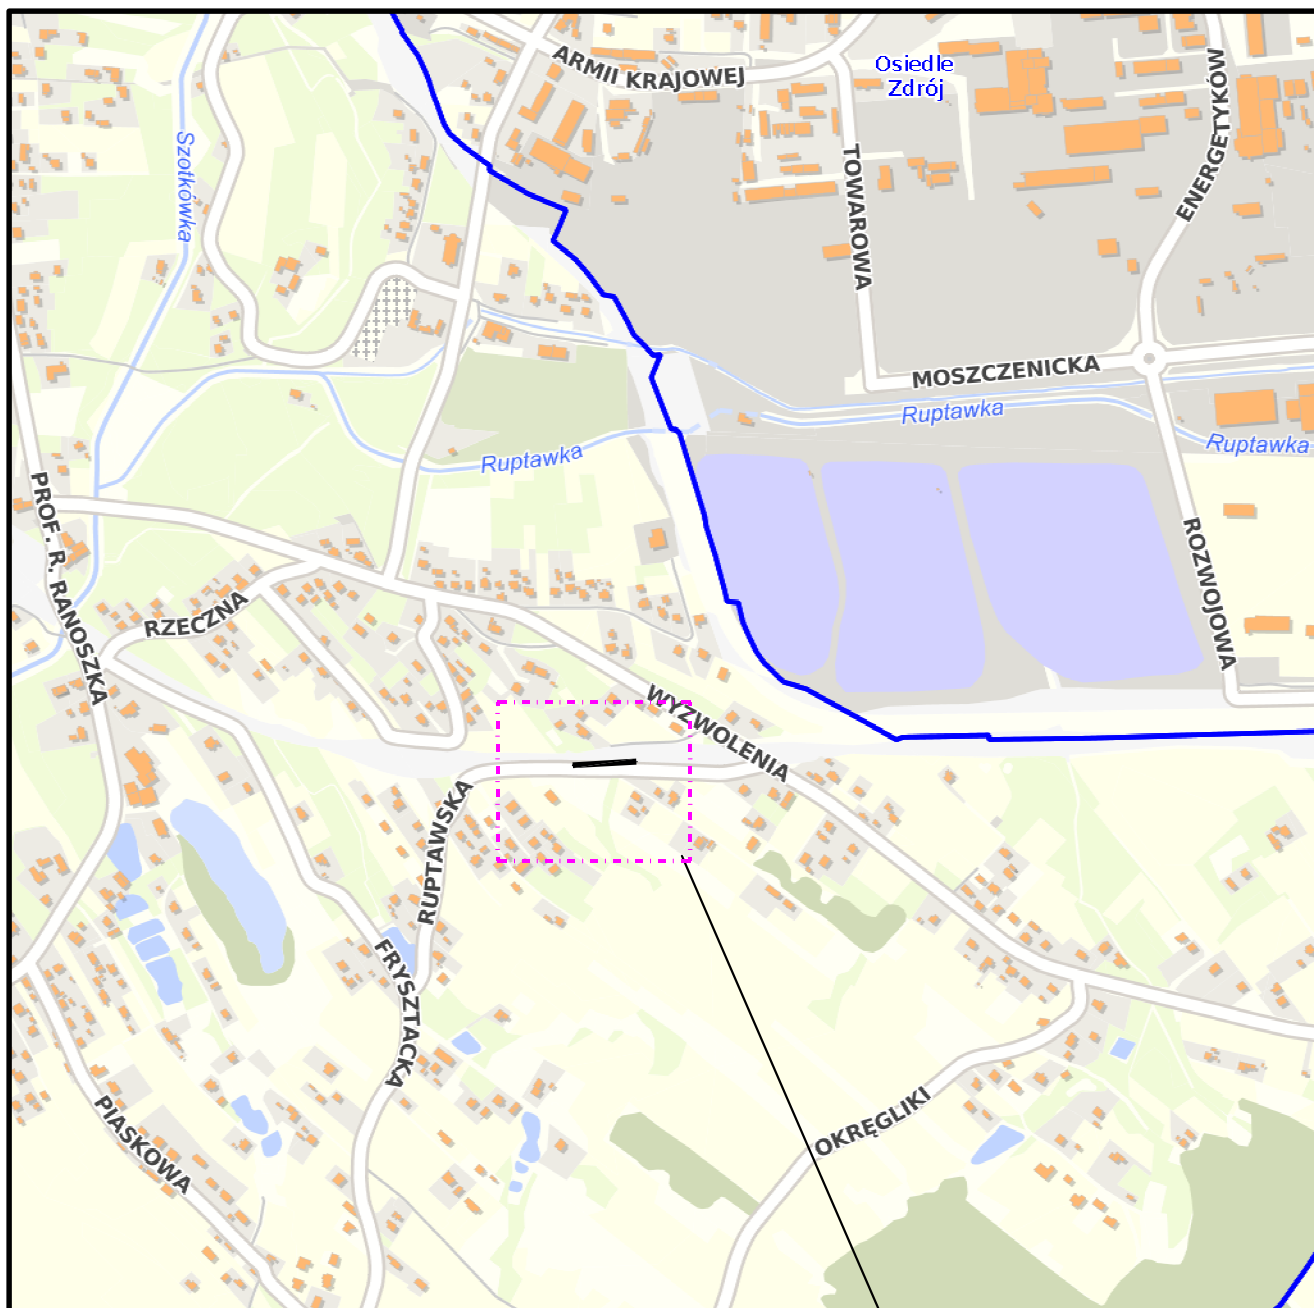 ARMII KRAJOWEJ
Osiedle
Zdrój
ENERGETYKÓW
Szotkówka
TOWAROWA
MOSZCZENICKA
Ruptawka
Ruptawka
Ruptawka
PROF. R. RANOSZKA
ROZWOJOWA
RZECZNA
WYZWOLENIA
RUPTAWSKA
FRYSZTACKA
PIASKOWA
OKRĘGLIKI